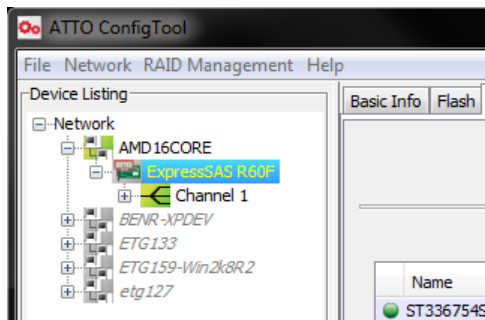 ATTO ConfigTool
File Network RAID Management Help
Device Listing
Basic Info Flash
Network
AMD16CORE
ExpressSAS R60F
Channel 1
BENR-XPDEV
ETG133
ETG159-Win2k8R2
etg127
Name
ST336754S